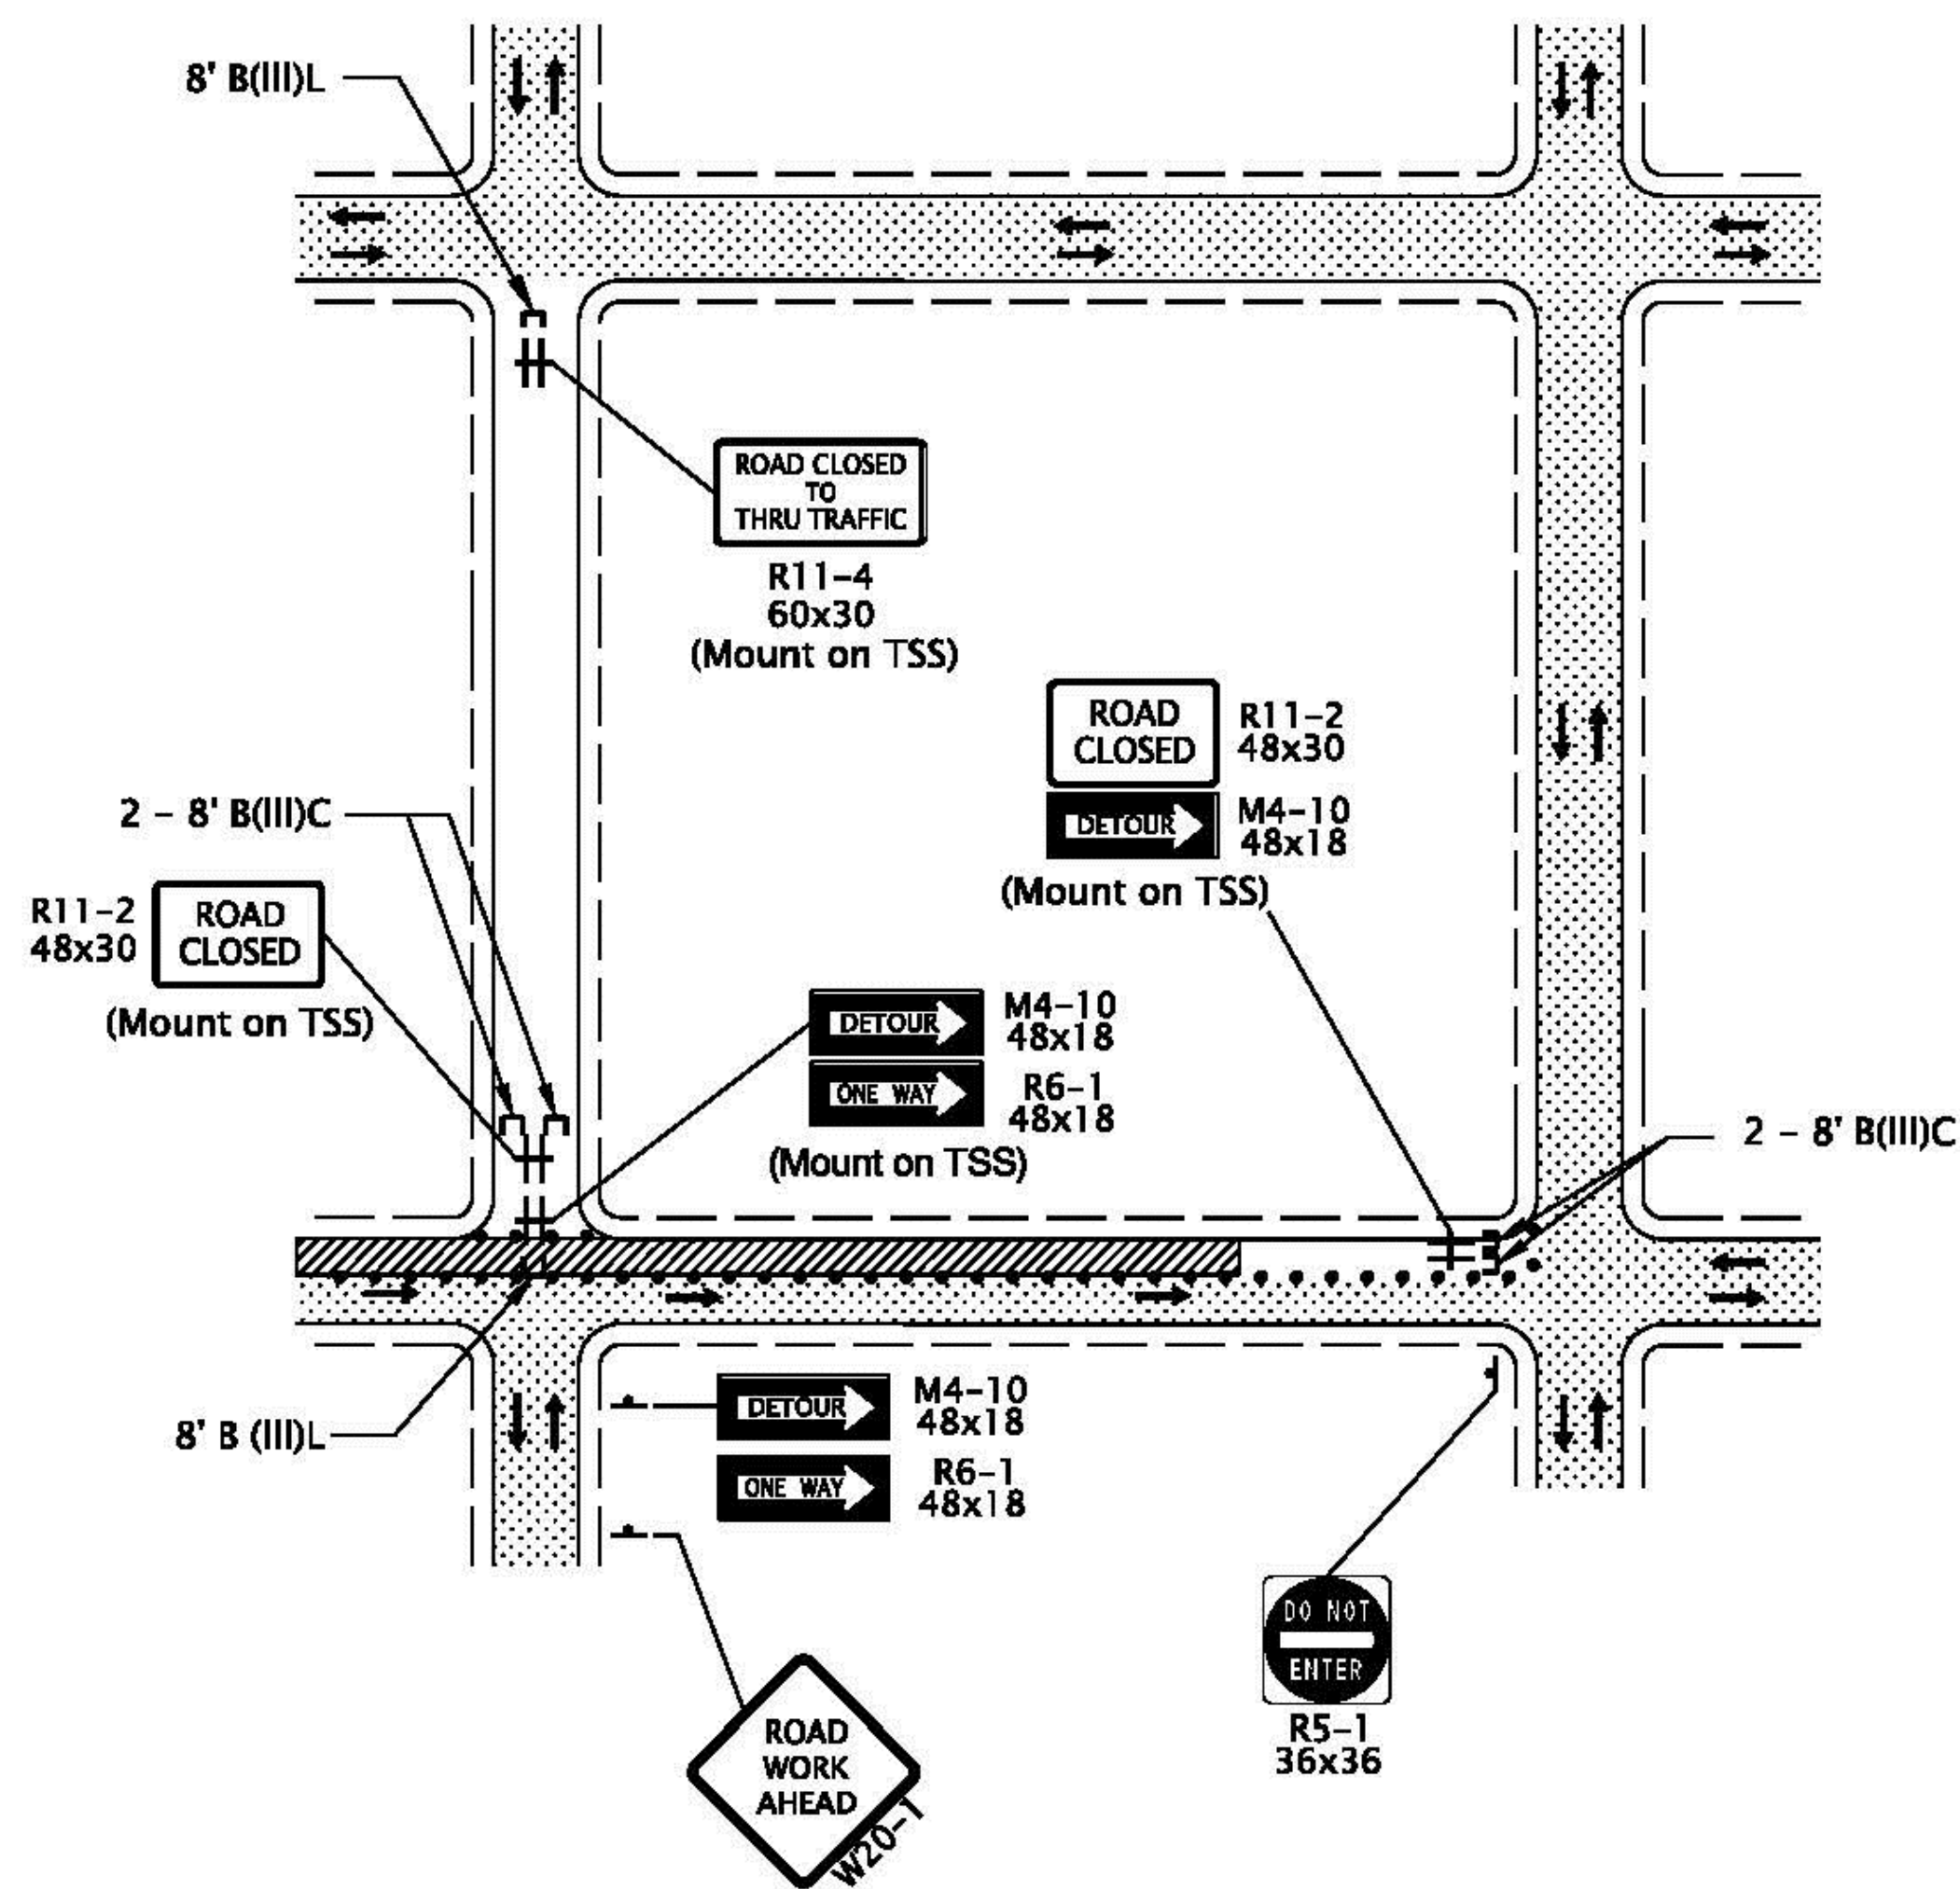 8' B(III)L
ROAD CLOSED
TO
THRU TRAFFIC
R11-4
60x30
(Mount on TSS)
ROAD
CLOSED
R11-2
48x30
DETOUR
M4-10
48x18
(Mount on TSS)
2 - 8' B(III)C
R11-2
48x30
ROAD
CLOSED
(Mount on TSS)
DETOUR
M4-10
48x18
ONE WAY
R6-1
48x18
(Mount on TSS)
2 - 8' B(III)C
8' B (III)L
DETOUR
M4-10
48x18
ONE WAY
R6-1
48x18
DO NOT
ENTER
R5-1
36x36
ROAD
WORK
AHEAD
W20-1